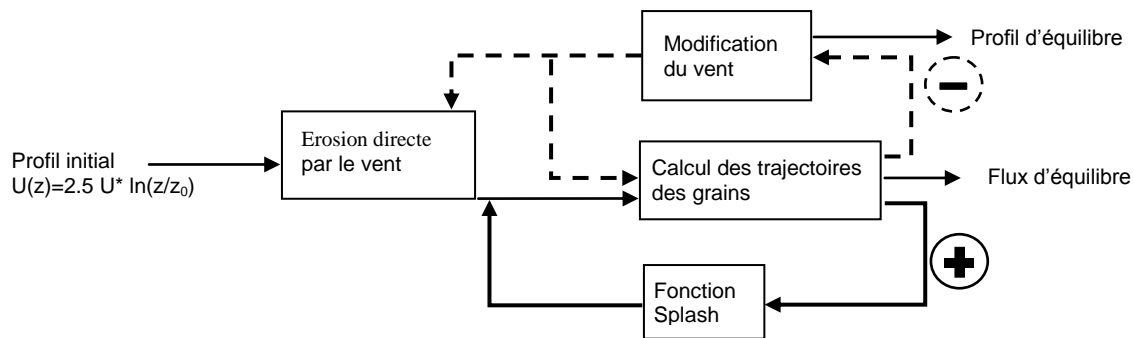 Modification
du vent
Profil d'équilibre
Erosion directe
par le vent
Profil initial
U(z)=2.5 U* ln(z/z₀)
Calcul des trajectoires
des grains
Flux d'équilibre
Fonction
Splash